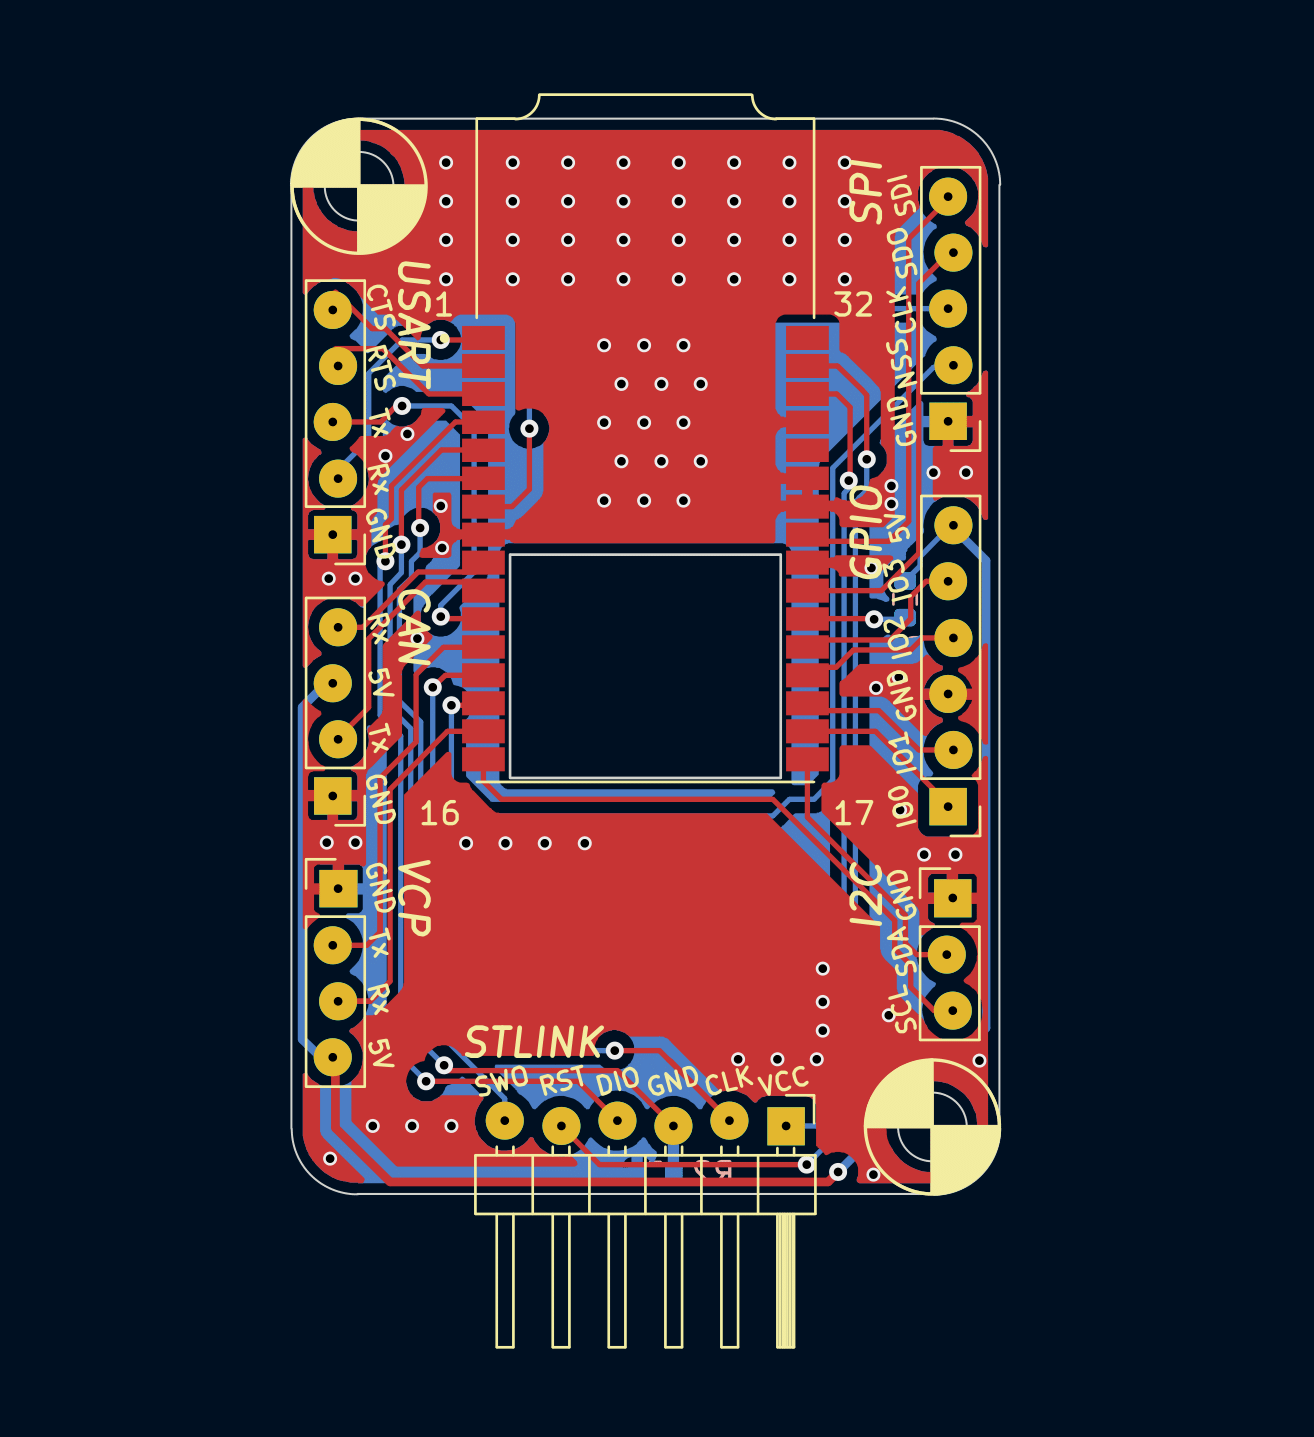 SPI
SDI
SDO
SCLK
NSS
GND
USART
CTS
RTS
Tx
Rx
GND
1
32
GPIO
5V
IO3
IO2
GND
IO1
IO0
CAN
Rx
5V
Tx
GND
16
17
VCP
GND
Tx
Rx
5V
I2C
GND
SDA
SCL
STLINK
SWO
RST
DIO
GND
CLK
VCC